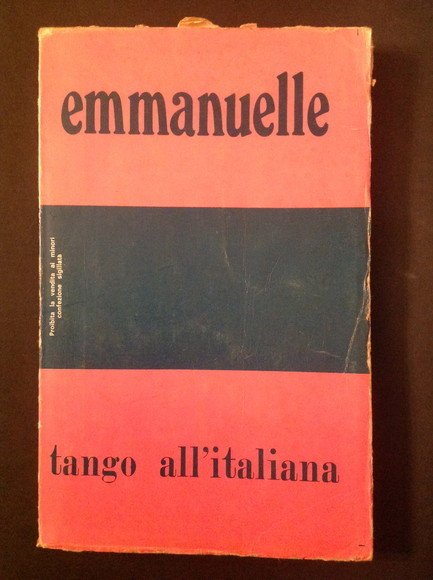 emmanuelle
Proibita la vendita ai minori
confezione sigillata
tango all'italiana